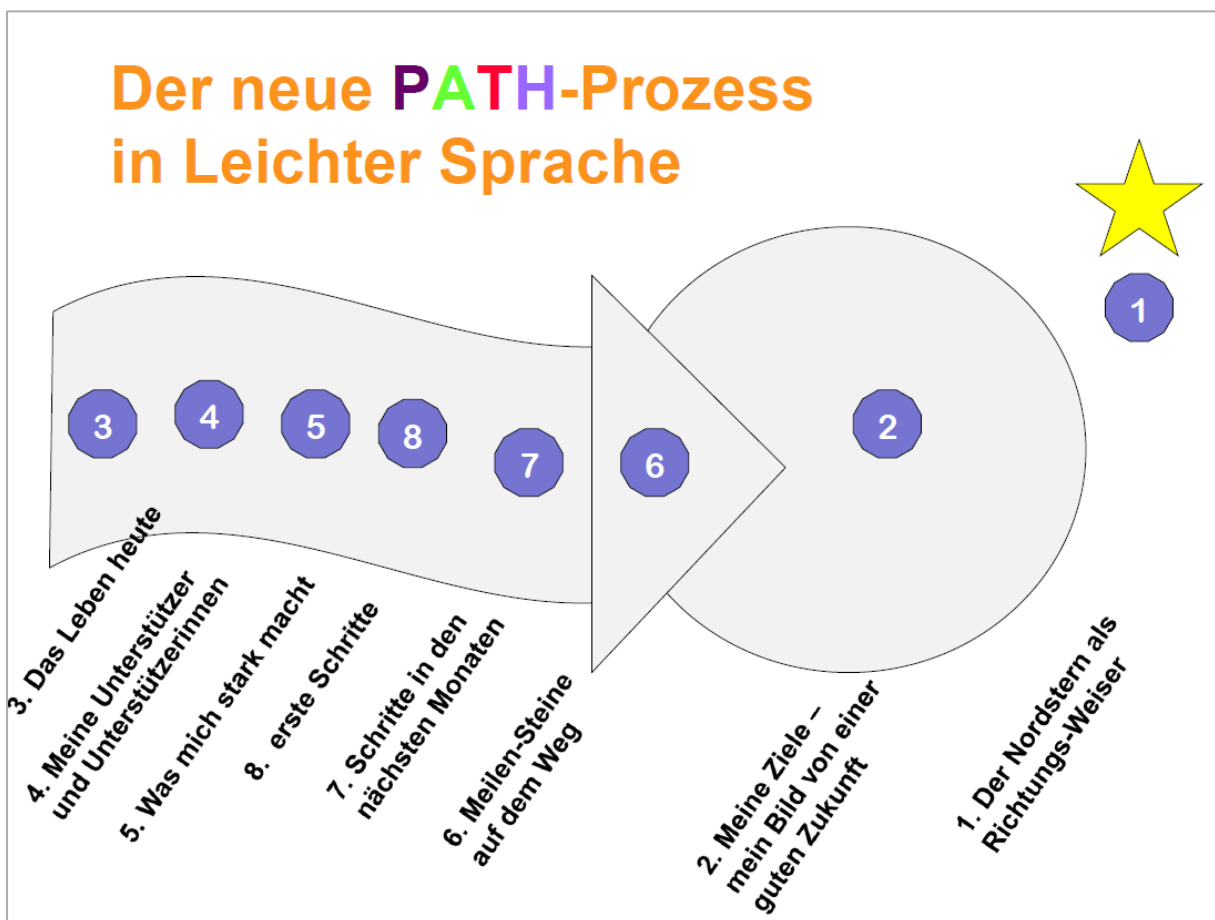 Der neue PATH-Prozess
in Leichter Sprache
1
3
4
5
8
7
6
2
3. Das Leben heute
4. Meine Unterstützer
und Unterstützerinnen
5. Was mich stark macht
8. erste Schritte
7. Schritte in den
nächsten Monaten
6. Meilen-Steine
auf dem Weg
2. Meine Ziele –
mein Bild von einer
guten Zukunft
1. Der Nordstern als
Richtungs-Weiser